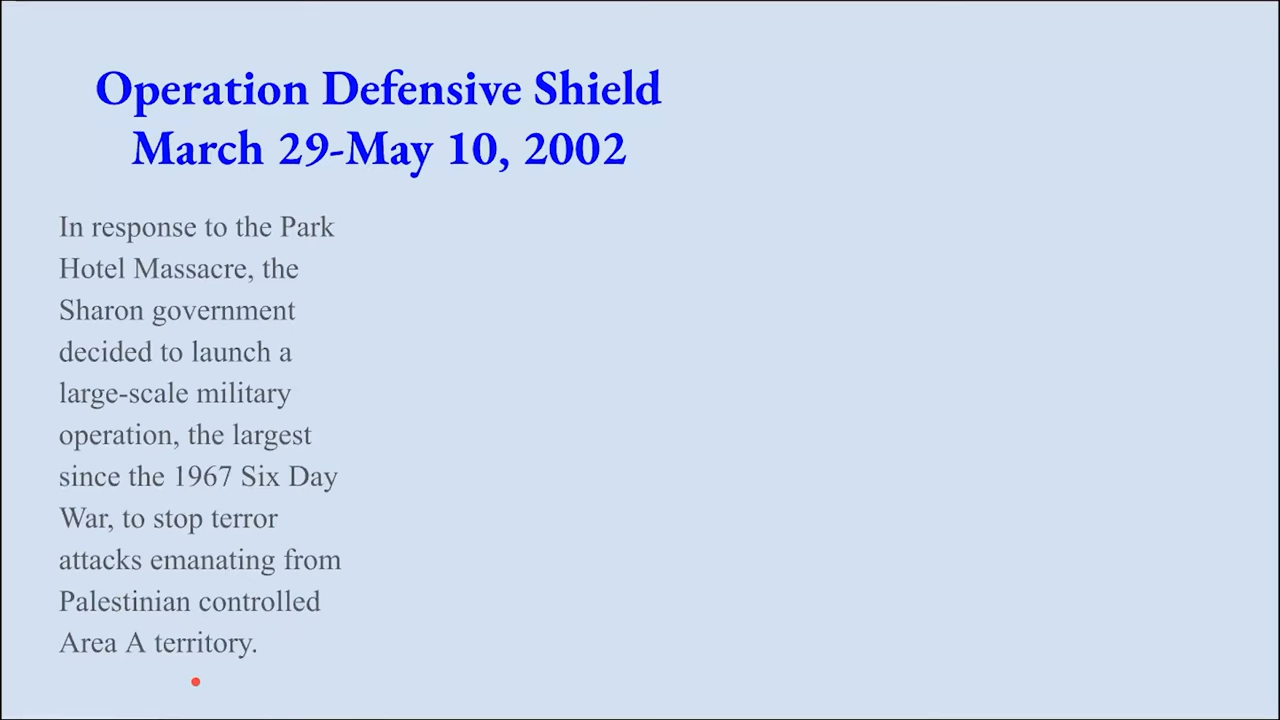 Operation Defensive Shield
March 29-May 10, 2002
In response to the Park
Hotel Massacre, the
Sharon government
decided to launch a
large-scale military
operation, the largest
since the 1967 Six Day
War, to stop terror
attacks emanating from
Palestinian controlled
Area A territory.